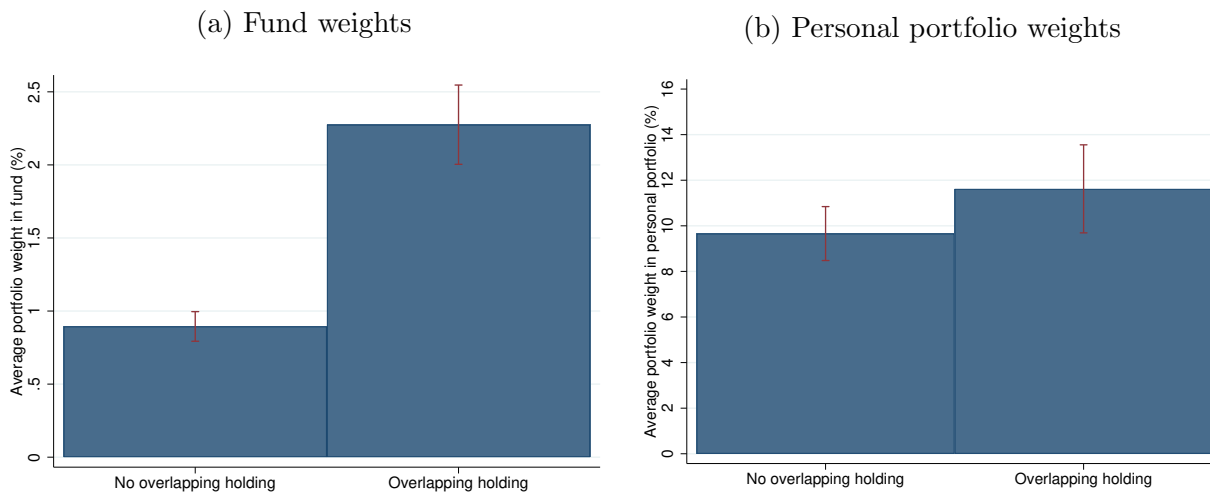 (a) Fund weights
Average portfolio weight in fund (%)
2.5
2
1.5
1
.5
0
No overlapping holding
Overlapping holding
(b) Personal portfolio weights
Average portfolio weight in personal portfolio (%)
16
14
12
10
8
6
4
2
0
No overlapping holding
Overlapping holding